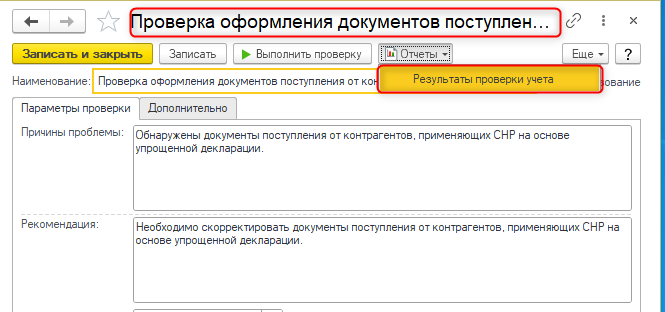 Проверка оформления документов поступлен...
Записать и закрыть
Записать
Выполнить проверку
Отчеты
Еще
?
Результаты проверки учета
Наименование:
Проверка оформления документов поступления от
Параметры проверки
Дополнительно
Причины проблемы:
Обнаружены документы поступления от контрагентов, применяющих СНР на основе
упрощенной декларации.
Рекомендация:
Необходимо скорректировать документы поступления от контрагентов, применяющих СНР на
основе упрощенной декларации.